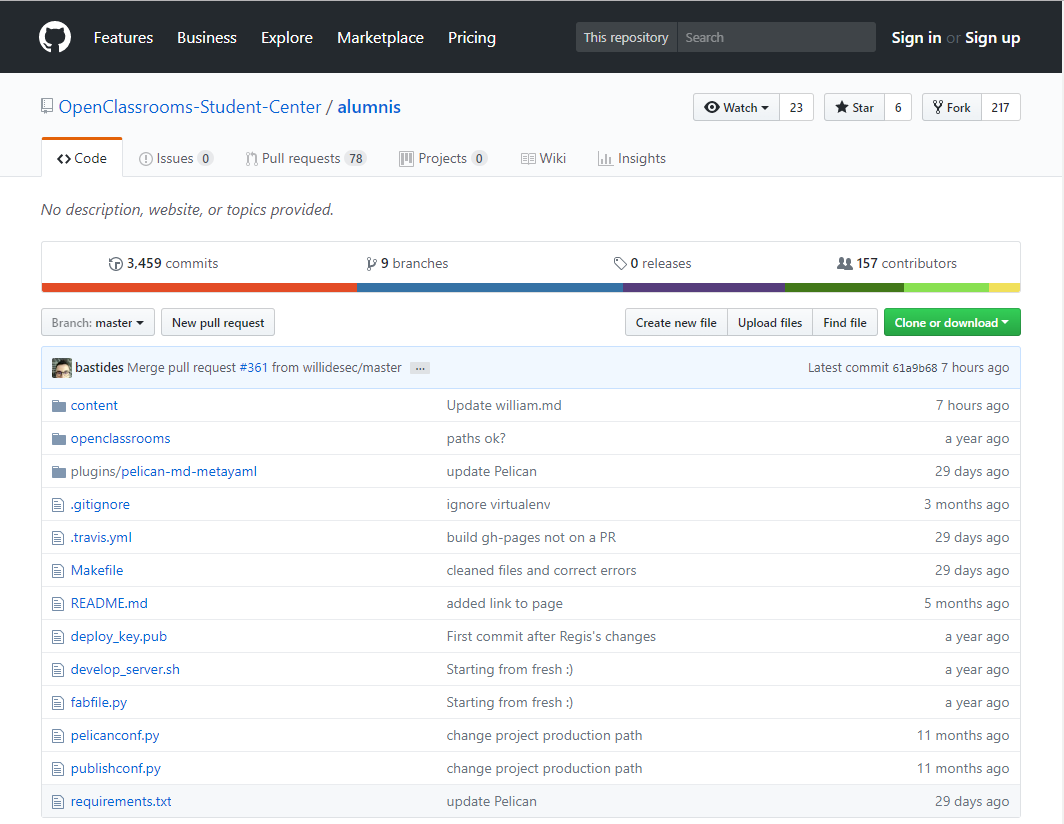 Features Business Explore Marketplace Pricing This repository Search Sign in or Sign up
OpenClassrooms-Student-Center / alumnis Watch 23 Star 6 Fork 217
Code Issues 0 Pull requests 78 Projects 0 Wiki Insights
No description, website, or topics provided.
3,459 commits 9 branches 0 releases 157 contributors
Branch: master New pull request Create new file Upload files Find file Clone or download
bastides Merge pull request #361 from willidesec/master ... Latest commit 61a9b68 7 hours ago
content Update william.md 7 hours ago
openclassrooms paths ok? a year ago
plugins/pelican-md-metayaml update Pelican 29 days ago
.gitignore ignore virtualenv 3 months ago
.travis.yml build gh-pages not on a PR 29 days ago
Makefile cleaned files and correct errors 29 days ago
README.md added link to page 5 months ago
deploy_key.pub First commit after Regis's changes a year ago
develop_server.sh Starting from fresh :) a year ago
fabfile.py Starting from fresh :) a year ago
pelicanconf.py change project production path 11 months ago
publishconf.py change project production path 11 months ago
requirements.txt update Pelican 29 days ago